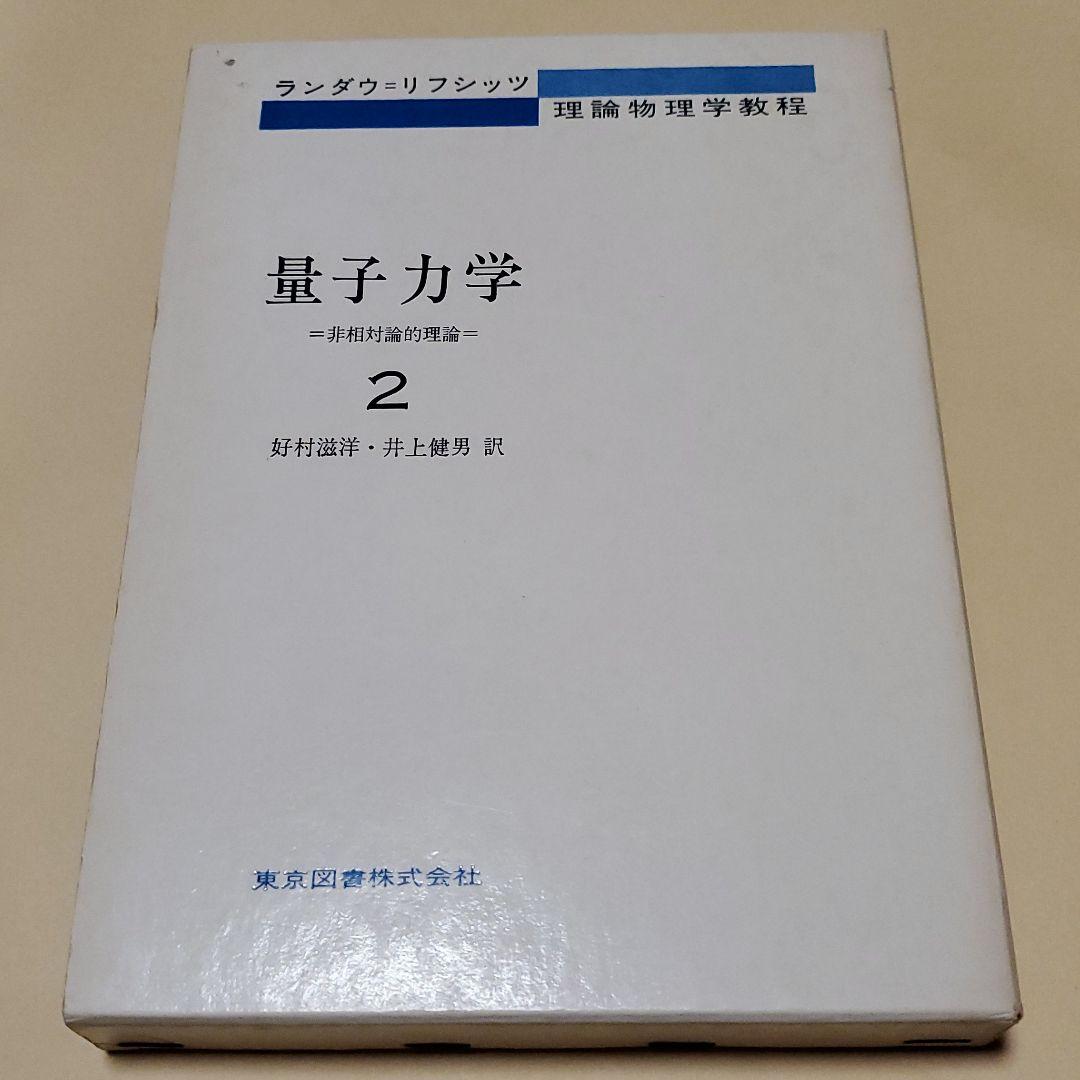 ランダウ=リフシッツ
理論物理学教程
量子力学
=非相対論的理論=
2
好村滋洋・井上健男 訳
東京図書株式会社